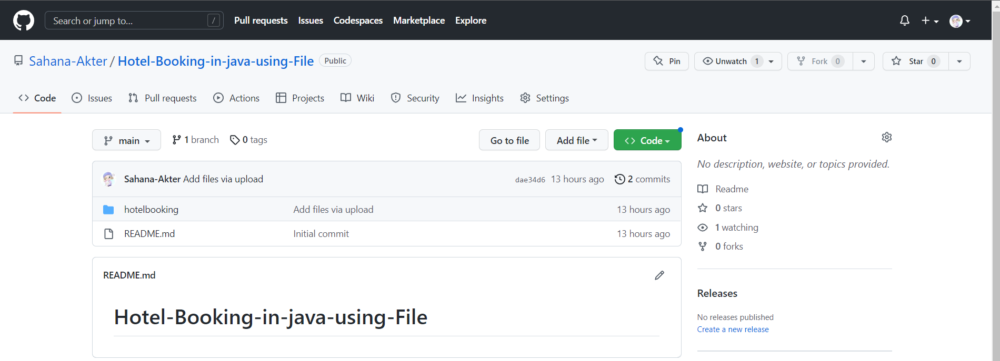 Search or jump to... / Pull requests Issues Codespaces Marketplace Explore
Sahana-Akter / Hotel-Booking-in-java-using-File Public Pin Unwatch 1 Fork 0 Star 0
Code Issues Pull requests Actions Projects Wiki Security Insights Settings
main 1 branch 0 tags Go to file Add file Code
Sahana-Akter Add files via upload dae34d6 13 hours ago 2 commits
hotelbooking Add files via upload 13 hours ago
README.md Initial commit 13 hours ago
README.md
Hotel-Booking-in-java-using-File
About
No description, website, or topics provided.
Readme
0 stars
1 watching
0 forks
Releases
No releases published
Create a new release